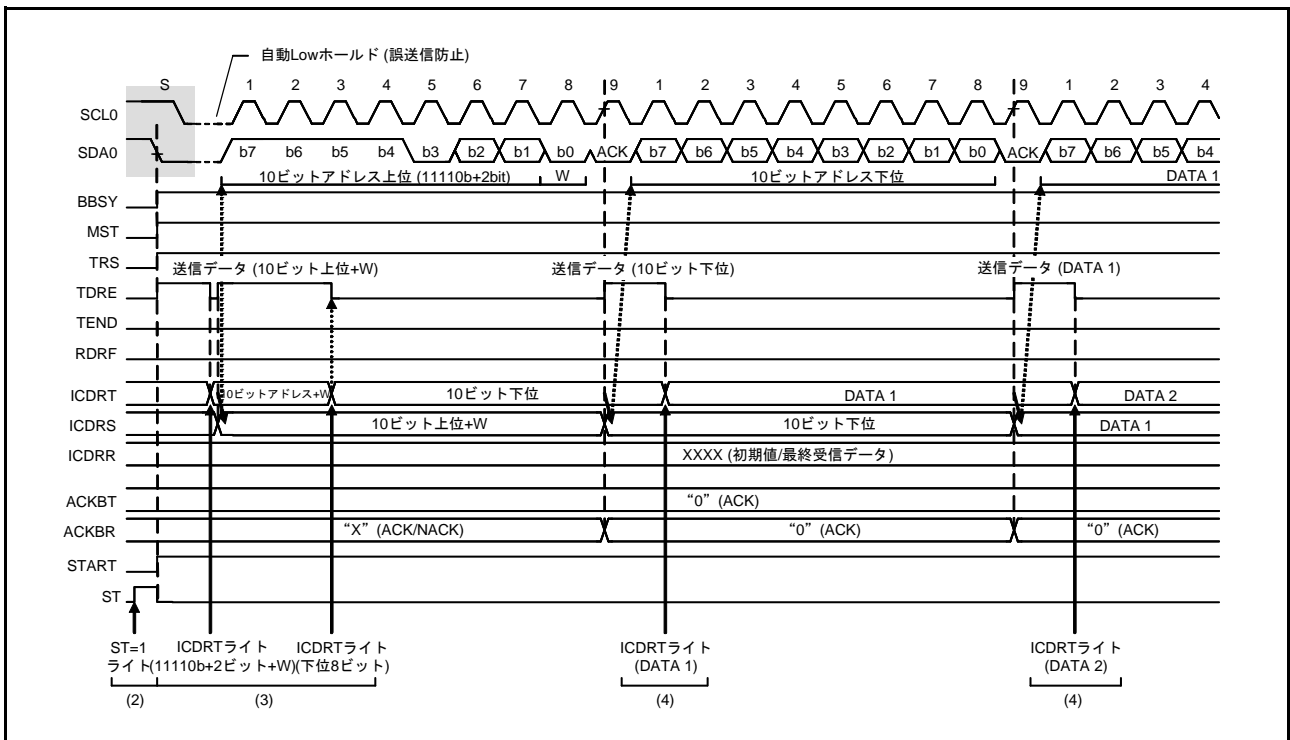 自動Lowホールド (誤送信防止)
S 1 2 3 4 5 6 7 8 9 1 2 3 4 5 6 7 8 9 1 2 3 4
SCL0
SDA0 b7 b6 b5 b4 b3 b2 b1 b0 ACK b7 b6 b5 b4 b3 b2 b1 b0 ACK b7 b6 b5 b4
10ビットアドレス上位 (11110b+2bit) W 10ビットアドレス下位 DATA 1
BBSY
MST
TRS
送信データ (10ビット上位+W) 送信データ (10ビット下位) 送信データ (DATA 1)
TDRE
TEND
RDRF
ICDRT 10ビットアドレス+W 10ビット下位 DATA 1 DATA 2
ICDRS 10ビット上位+W 10ビット下位 DATA 1
ICDRR XXXX (初期値/最終受信データ)
ACKBT “0” (ACK)
ACKBR “X” (ACK/NACK) “0” (ACK) “0” (ACK)
START
ST
ST=1 ICDRTライト ICDRTライト ICDRTライト ICDRTライト
ライト (11110b+2ビット+W) (下位8ビット) (DATA 1) (DATA 2)
(2) (3) (4) (4)